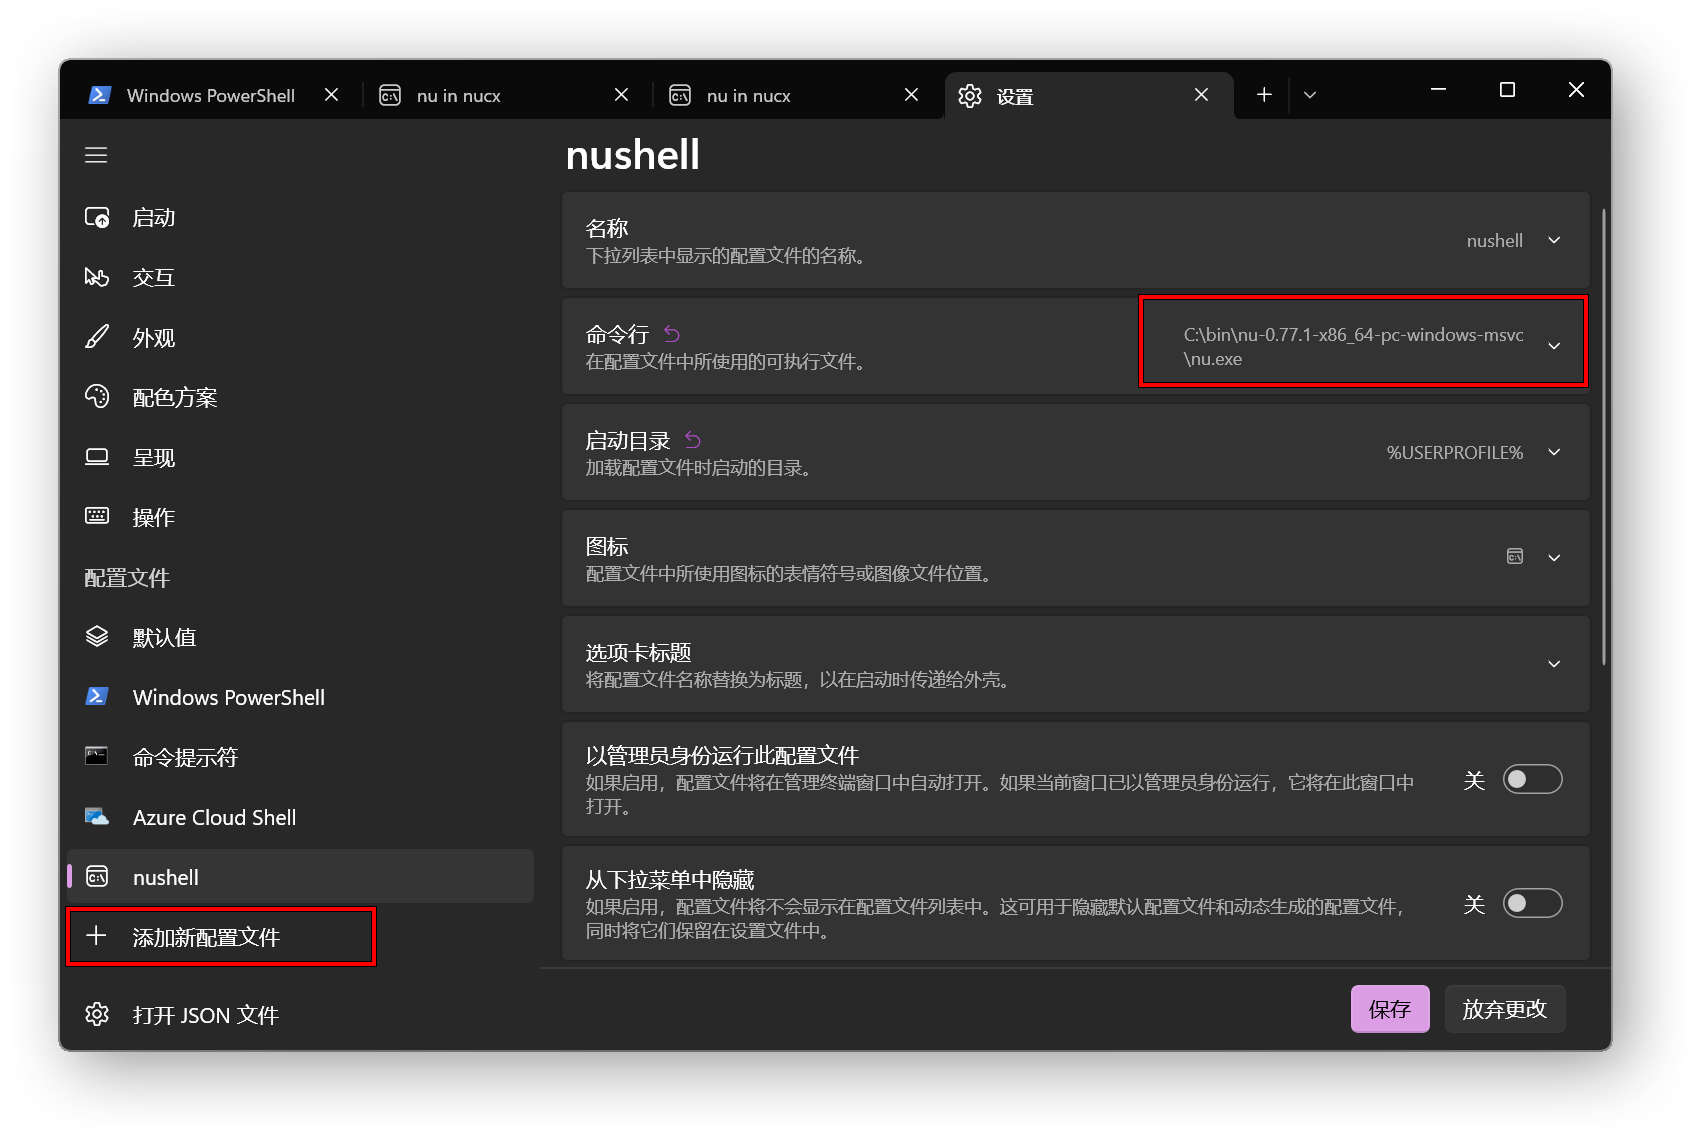 Windows PowerShell
nu in nucx
nu in nucx
设置
启动
交互
外观
配色方案
呈现
操作
配置文件
默认值
Windows PowerShell
命令提示符
Azure Cloud Shell
nushell
添加新配置文件
打开 JSON 文件
nushell
名称
下拉列表中显示的配置文件的名称。
nushell
命令行
在配置文件中所使用的可执行文件。
C:\bin\nu-0.77.1-x86_64-pc-windows-msvc
\nu.exe
启动目录
加载配置文件时启动的目录。
%USERPROFILE%
图标
配置文件中所使用图标的表情符号或图像文件位置。
选项卡标题
将配置文件名称替换为标题，以在启动时传递给外壳。
以管理员身份运行此配置文件
如果启用，配置文件将在管理终端窗口中自动打开。如果当前窗口已以管理员身份运行，它将在此窗口中
打开。
关
从下拉菜单中隐藏
如果启用，配置文件将不会显示在配置文件列表中。这可用于隐藏默认配置文件和动态生成的配置文件，
同时将它们保留在设置文件中。
关
保存
放弃更改